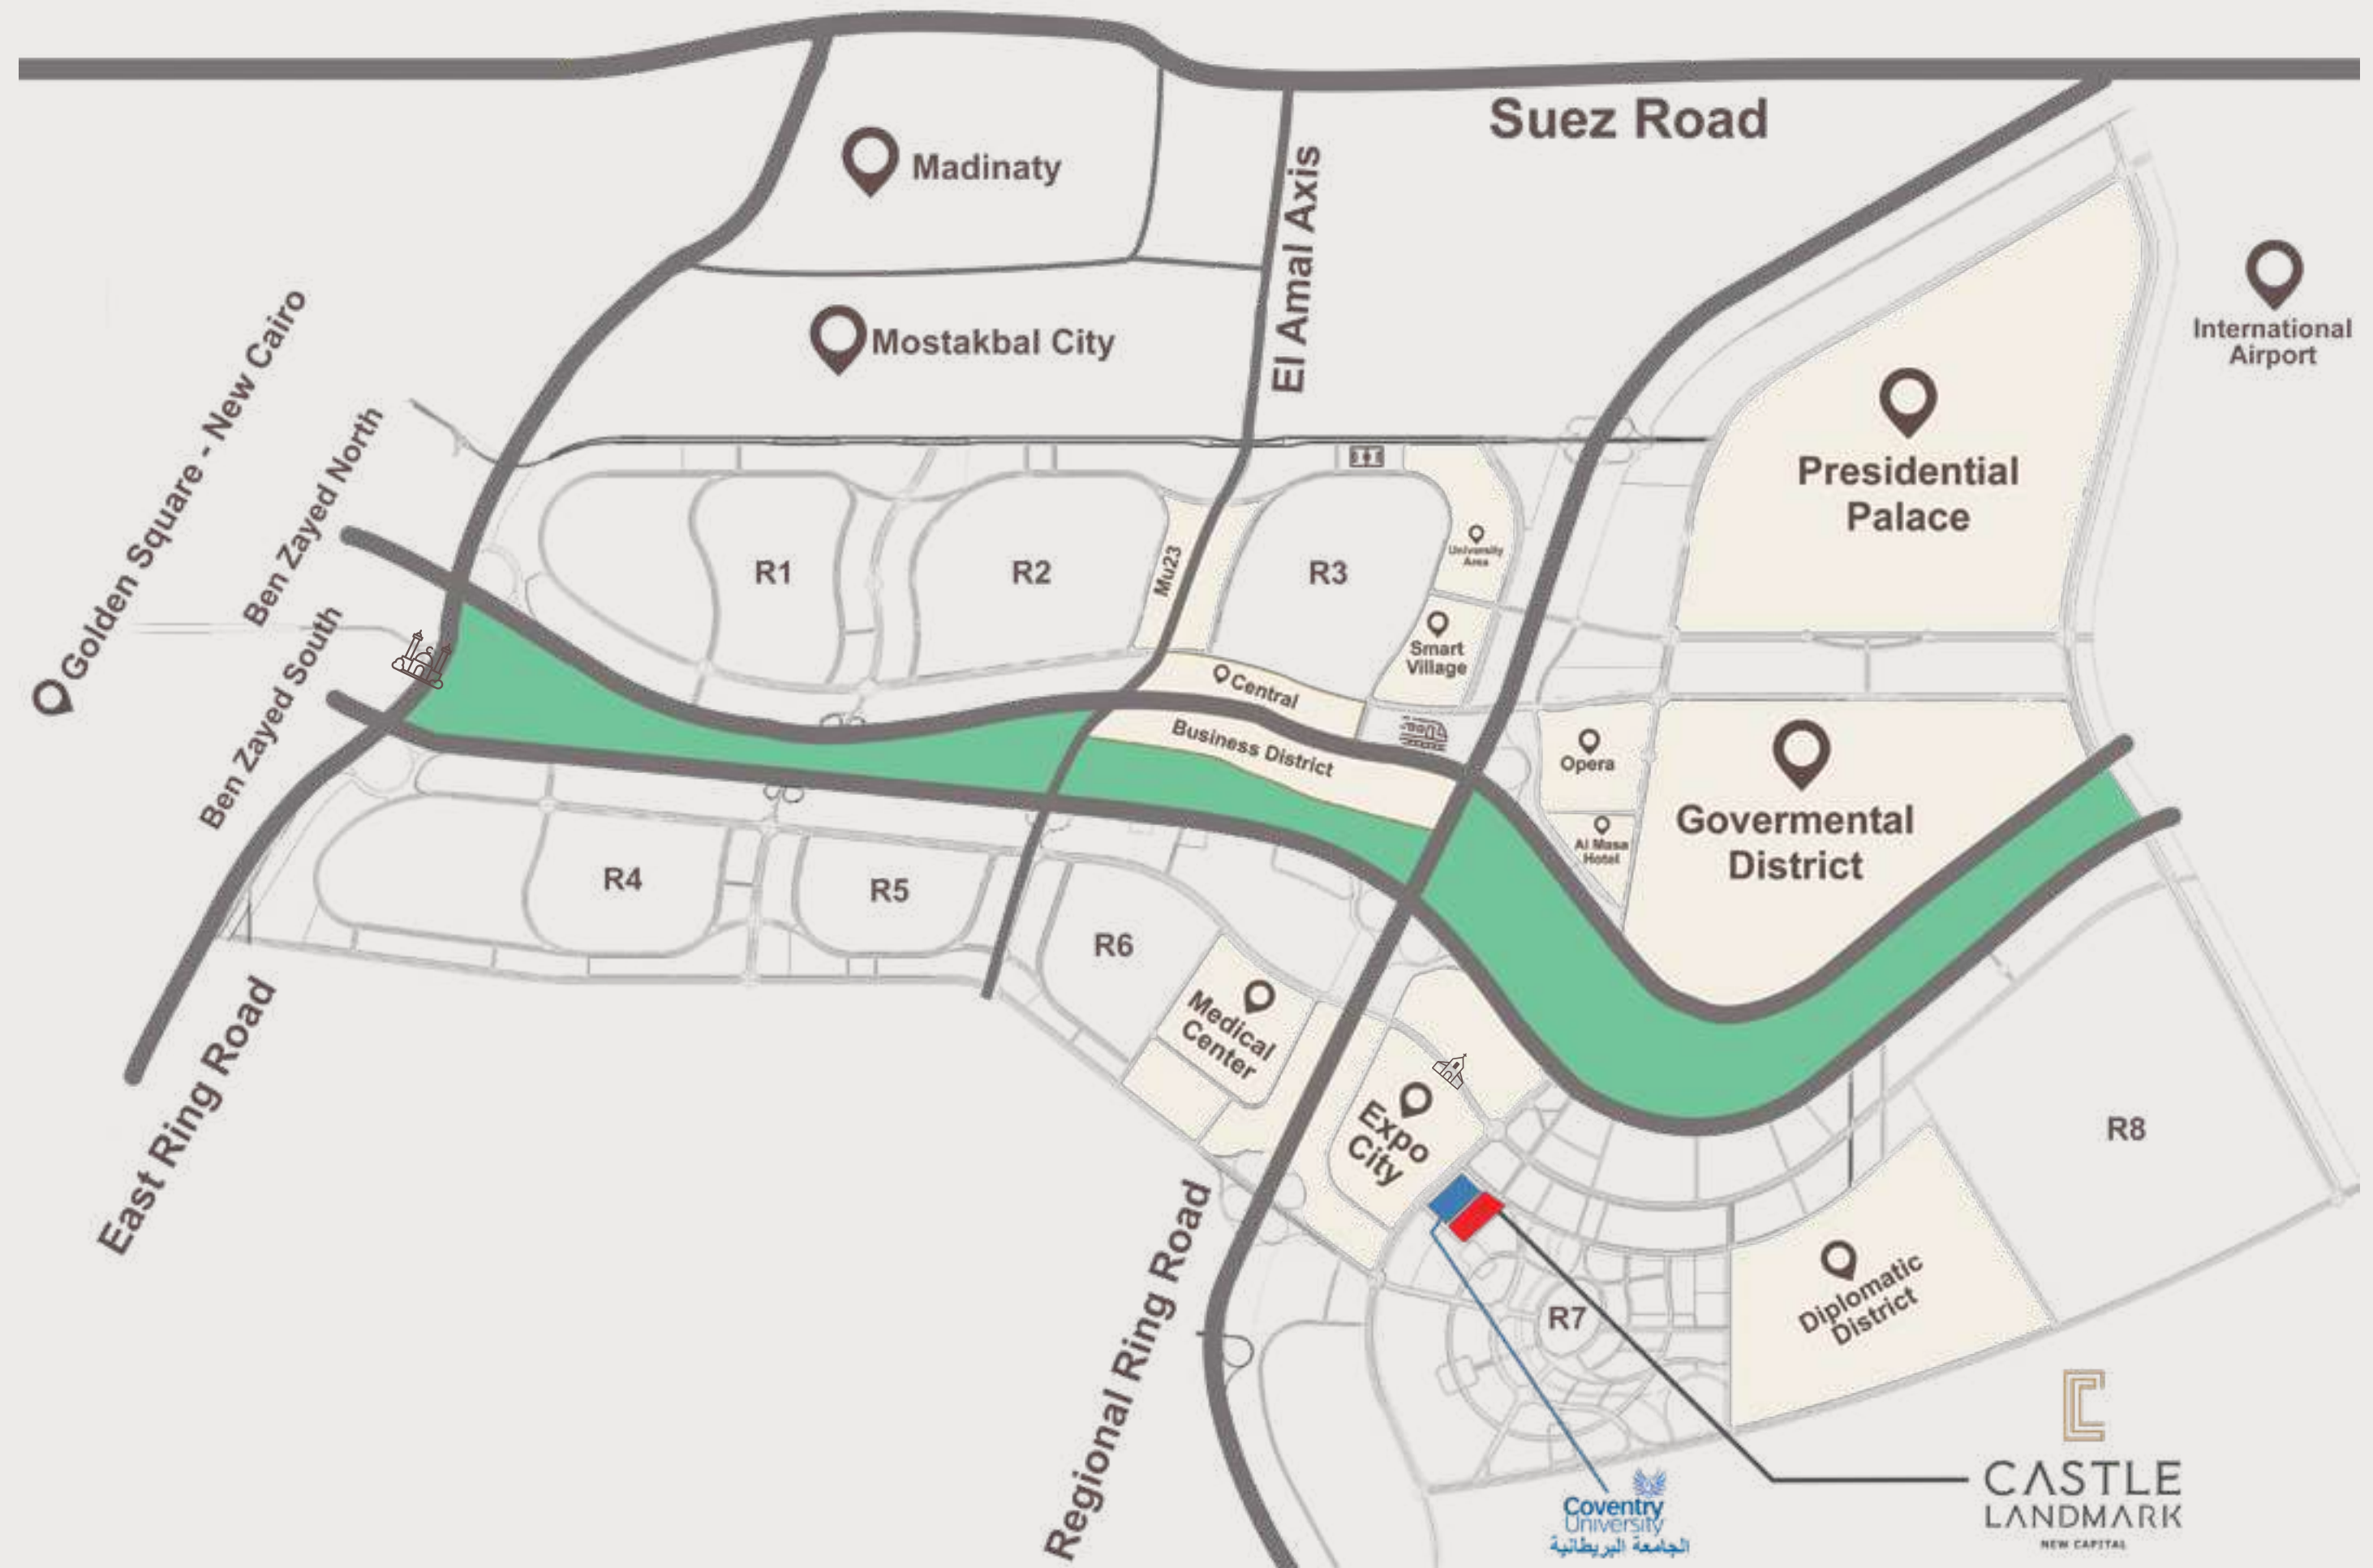 Suez Road
Madinaty
El Amal Axis
International
Airport
Mostakbal City
Golden Square - New Cairo
Ben Zayed North
Presidential
Palace
R1
R2
Mu23
R3
University
Area
Smart
Village
Ben Zayed South
Central
Business District
Opera
Govermental
District
Al Masa
Hotel
R4
R5
R6
Medical
Center
East Ring Road
Expo
City
R8
Regional Ring Road
Diplomatic
District
R7
CASTLE
LANDMARK
NEW CAPITAL
Coventry
University
الجامعة البريطانية